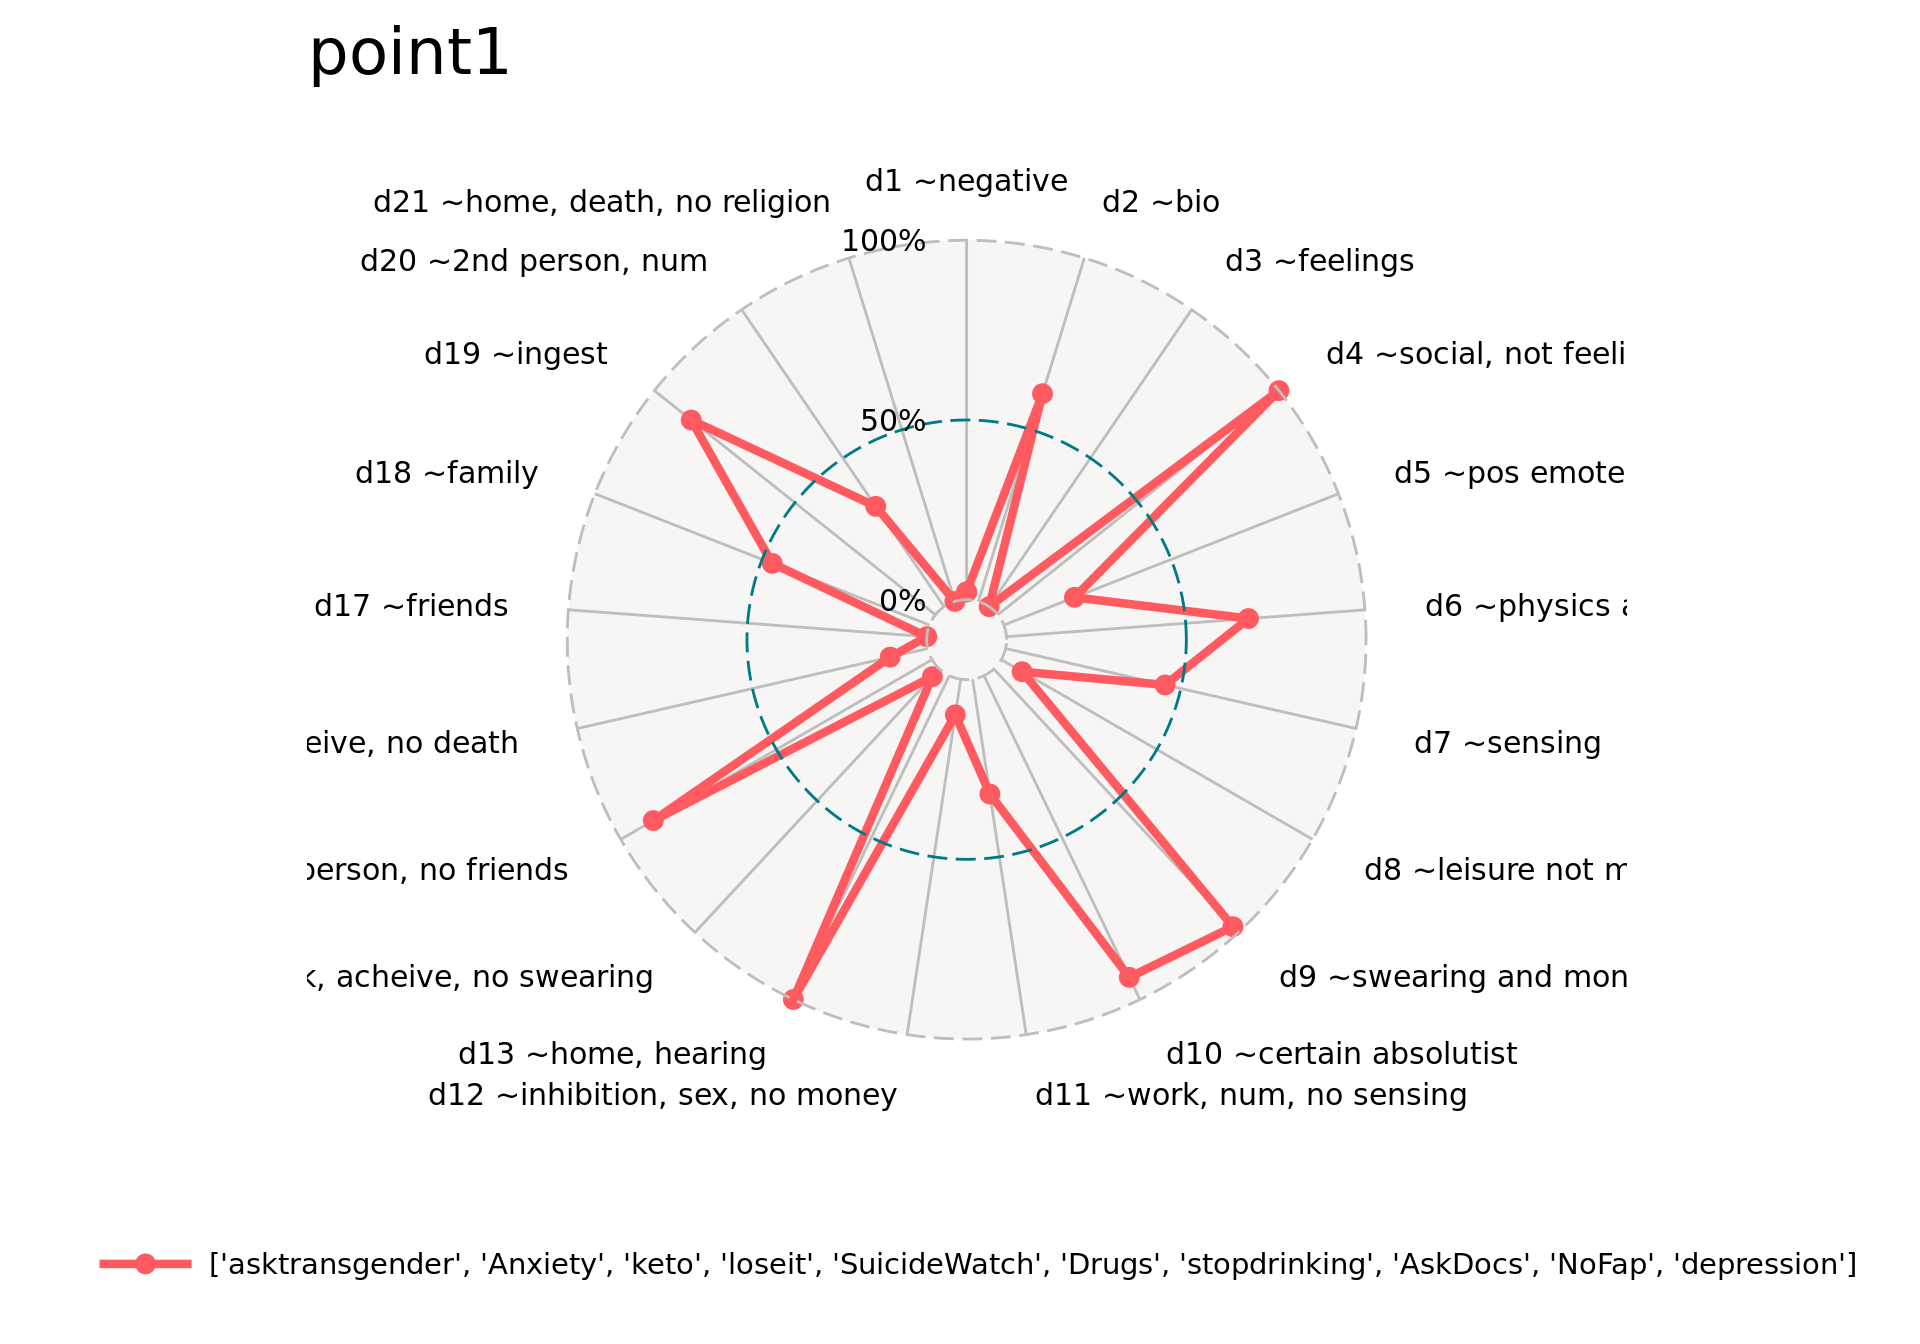 point1
d1 ~negative
d21 ~home, death, no religion
d2 ~bio
100%
d20 ~2nd person, num
d3 ~feelings
d19 ~ingest
d4 ~social, not feeli
50%
d18 ~family
d5 ~pos emote
0%
d17 ~friends
d6 ~physics
eive, no death
d7 ~sensing
person, no friends
d8 ~leisure not m
, acheive, no swearing
d9 ~swearing and mon
d13 ~home, hearing
d10 ~certain absolutist
d12 ~inhibition, sex, no money
d11 ~work, num, no sensing
['asktransgender', 'Anxiety', 'keto', 'loseit', 'SuicideWatch', 'Drugs', 'stopdrinking', 'AskDocs', 'NoFap', 'depression']